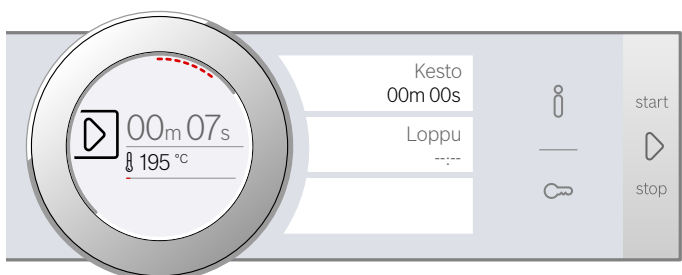 00m 07s
195 °C
Kesto
00m 00s
Loppu
--:--
start
stop